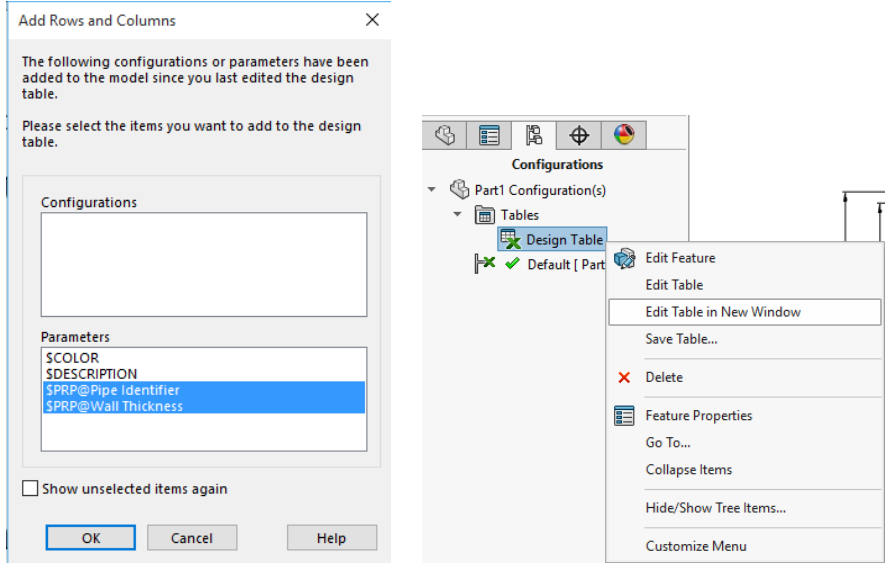 Add Rows and Columns
The following configurations or parameters have been
added to the model since you last edited the design
table.
Please select the items you want to add to the design
table.
Configurations
Parameters
$COLOR
$DESCRIPTION
$PRP@Pipe Identifier
$PRP@Wall Thickness
Show unselected items again
OK
Cancel
Help
Configurations
Part1 Configuration(s)
Tables
Design Table
Default [ Part
Edit Feature
Edit Table
Edit Table in New Window
Save Table...
Delete
Feature Properties
Go To...
Collapse Items
Hide/Show Tree Items...
Customize Menu